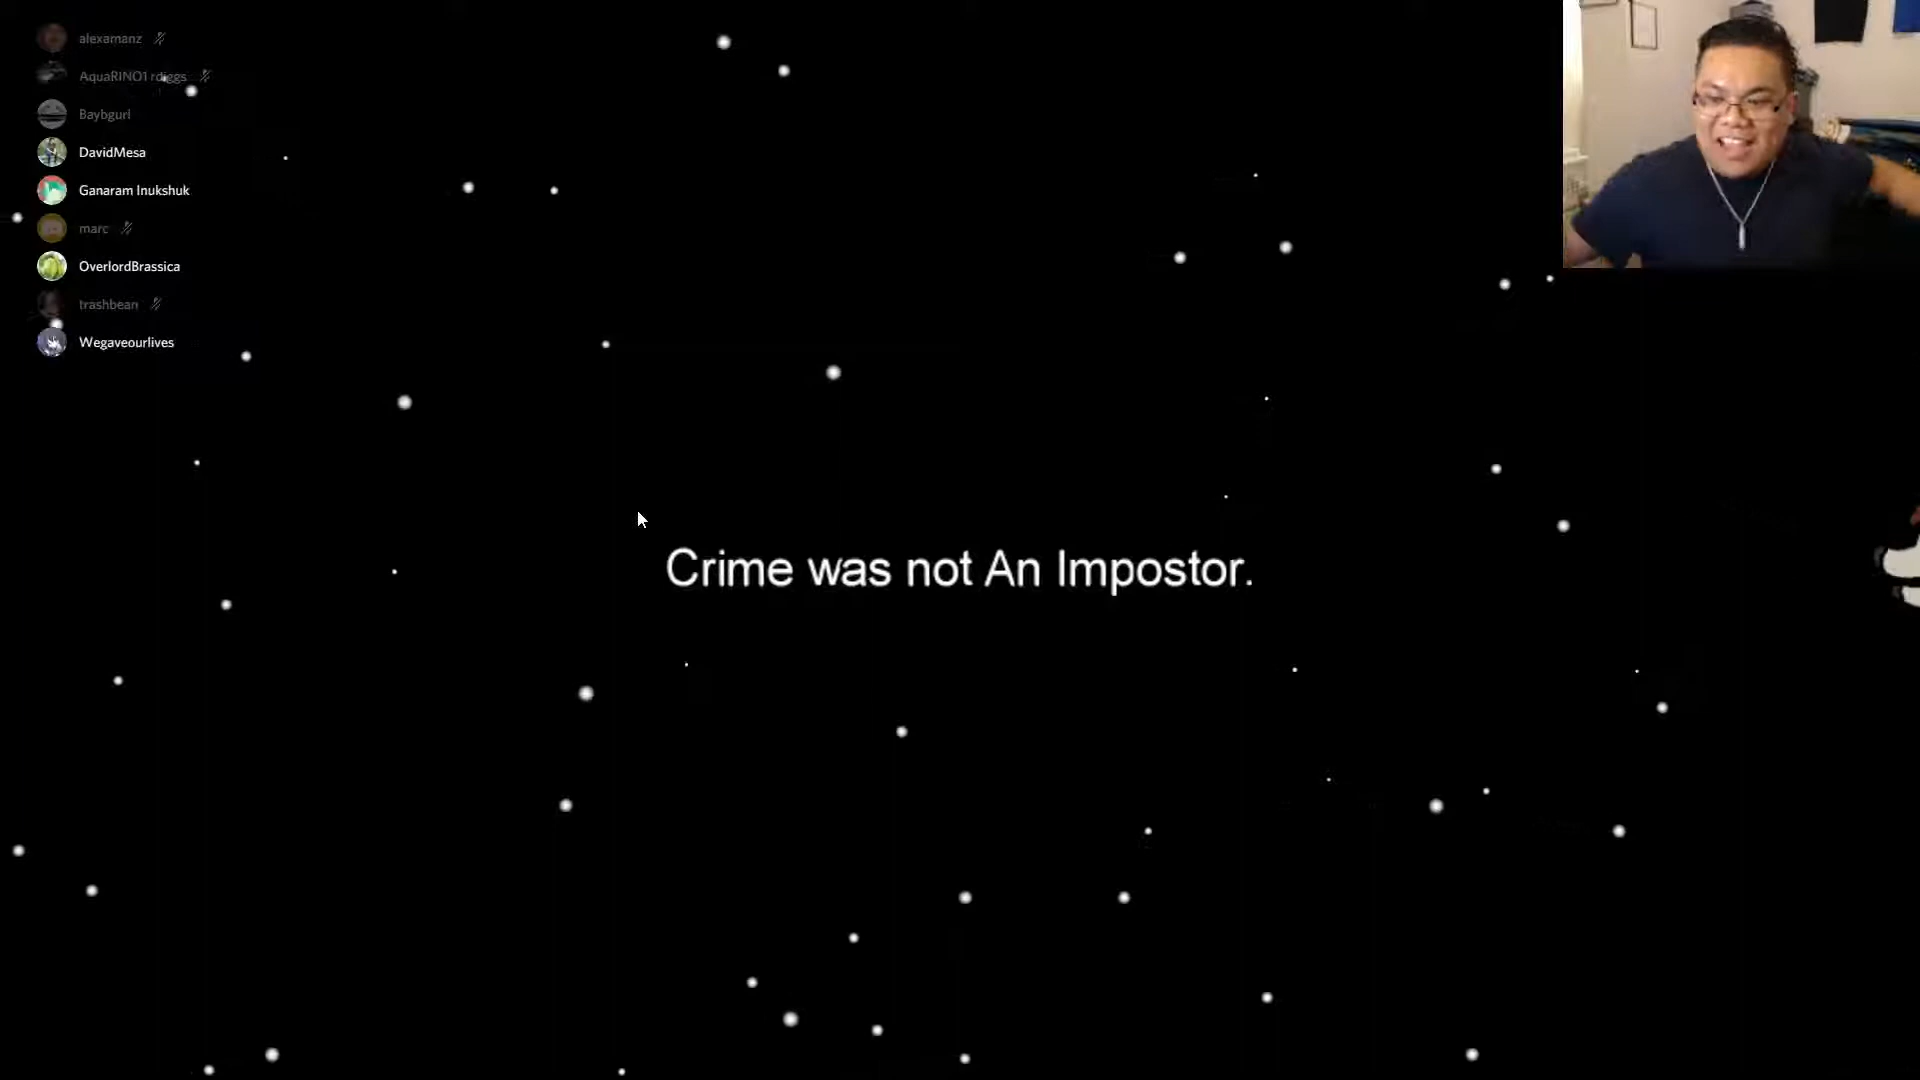 alexamanz
AquaRINO1 rdiggs
Baybgurl
DavidMesa
Ganaram Inukshuk
marc
OverlordBrassica
trashbean
Wegaveourlives
Crime was not An Impostor.